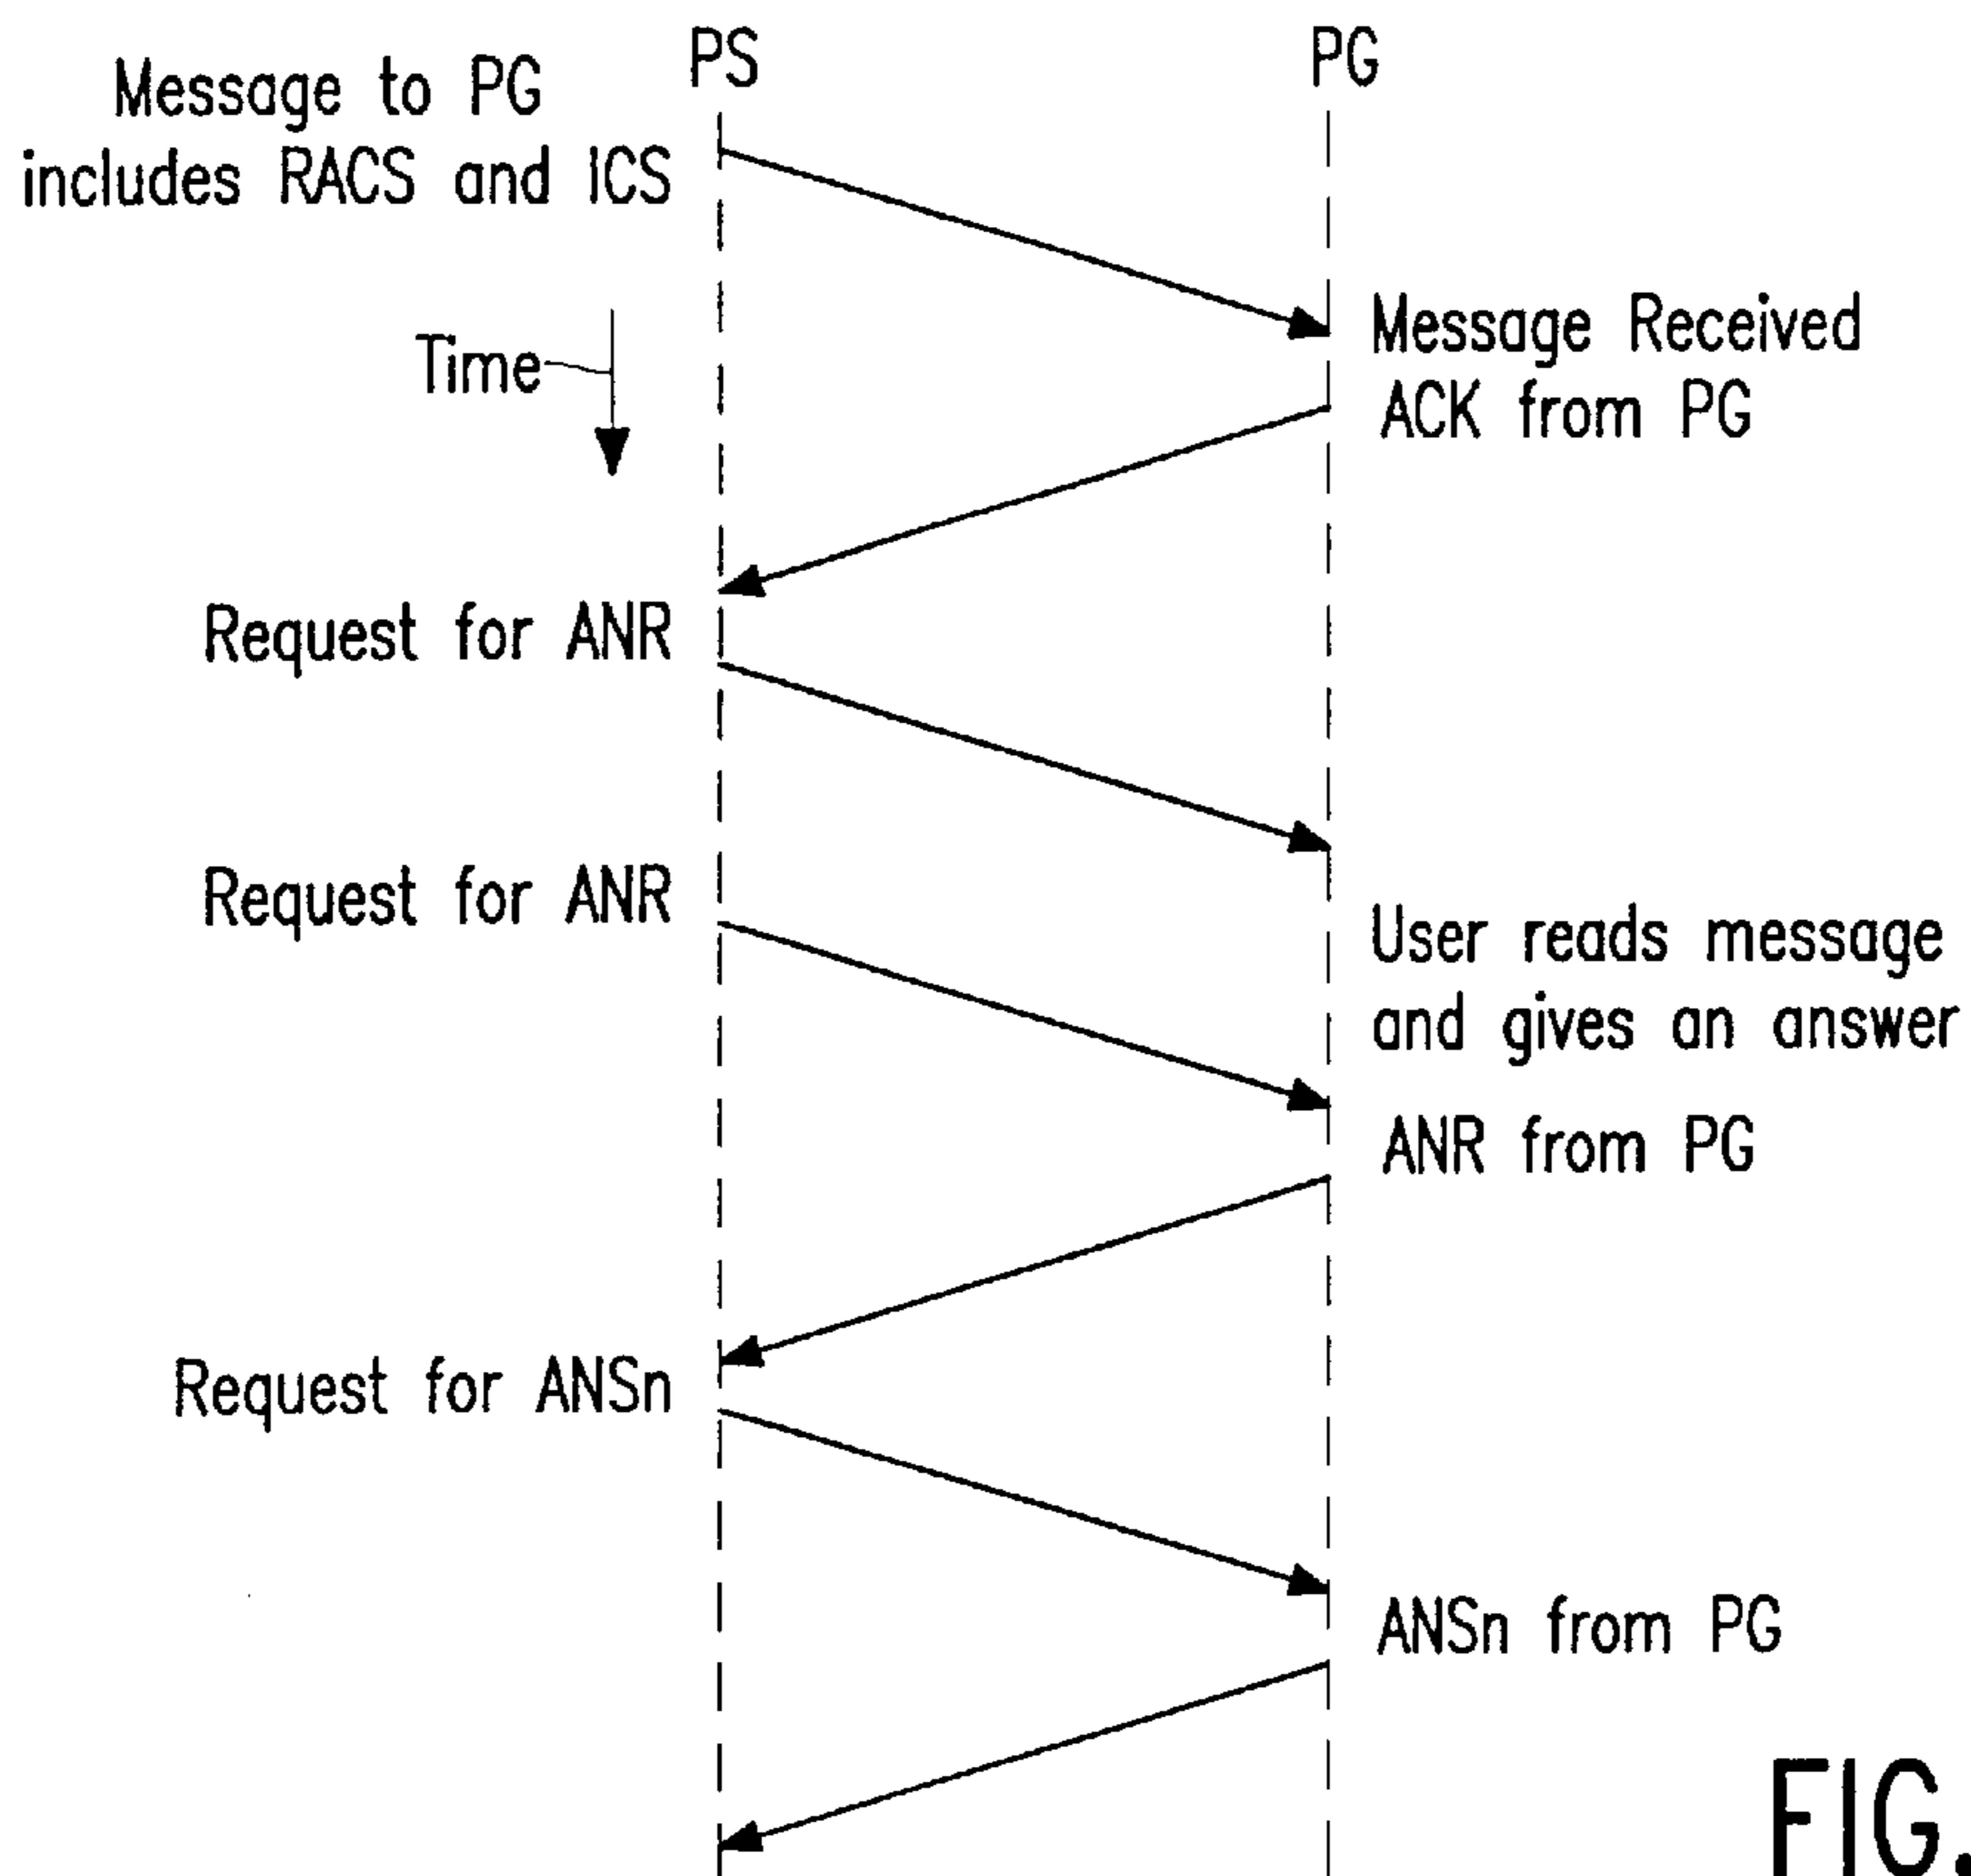 PS
PG
Message to PG
includes RACS and ICS
Time
Message Received
ACK from PG
Request for ANR
Request for ANR
User reads message
and gives an answer
ANR from PG
Request for ANSn
ANSn from PG
FIG.